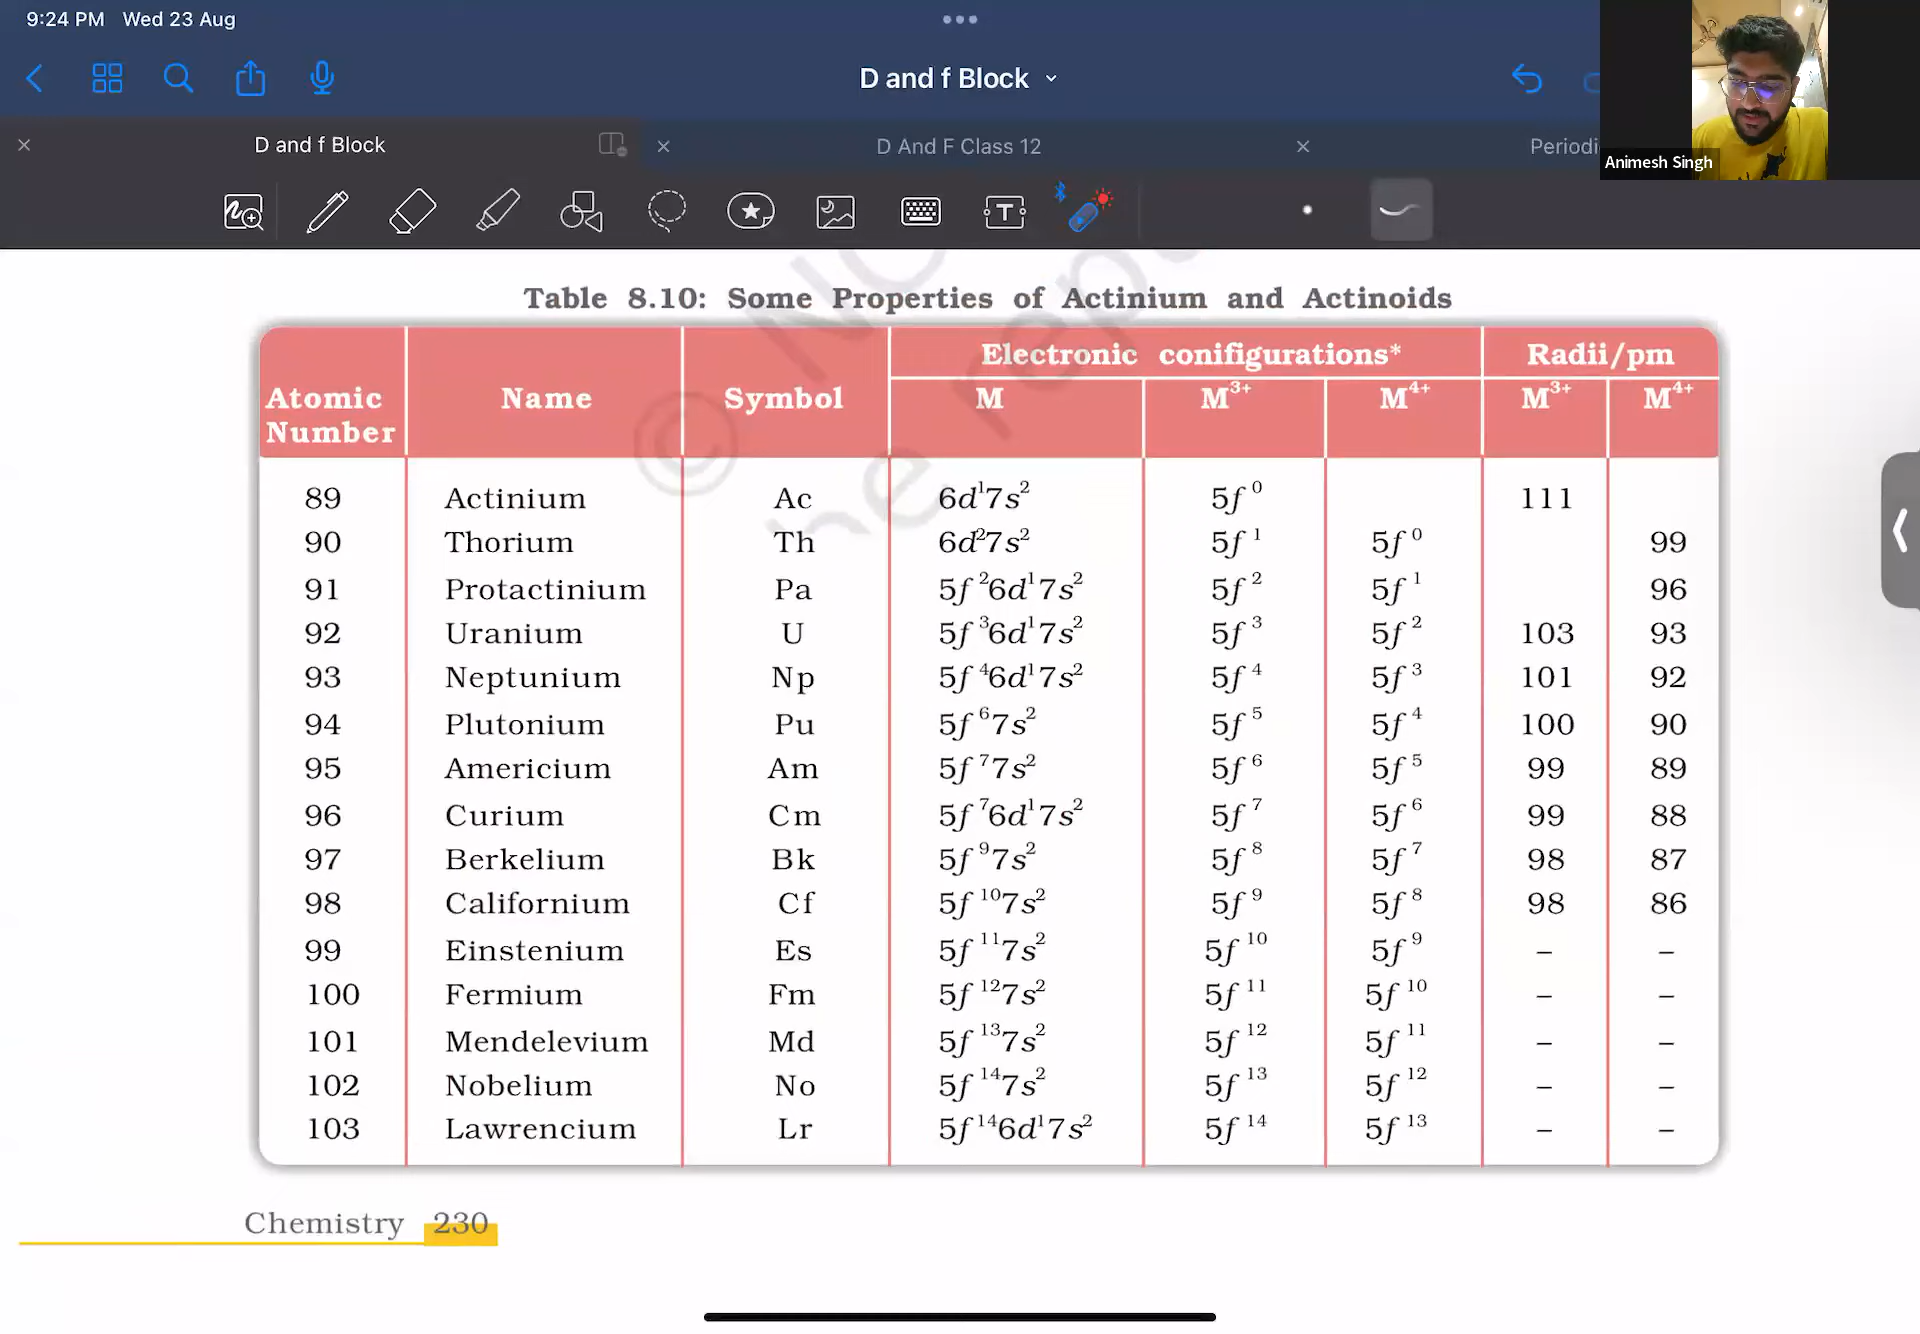 9:24 PM Wed 23 Aug
D and f Block
D and f Block
D And F Class 12
Periodi
Animesh Singh
T
Table 8.10: Some Properties of Actinium and Actinoids
Electronic conifigurations* Radii/pm
Atomic Number Name Symbol M M³⁺ M⁴⁺ M³⁺ M⁴⁺
89 Actinium Ac 6d¹7s² 5f⁰ 111
90 Thorium Th 6d²7s² 5f¹ 5f⁰ 99
91 Protactinium Pa 5f²6d¹7s² 5f² 5f¹ 96
92 Uranium U 5f³6d¹7s² 5f³ 5f² 103 93
93 Neptunium Np 5f⁴6d¹7s² 5f⁴ 5f³ 101 92
94 Plutonium Pu 5f⁶7s² 5f⁵ 5f⁴ 100 90
95 Americium Am 5f⁷7s² 5f⁶ 5f⁵ 99 89
96 Curium Cm 5f⁷6d¹7s² 5f⁷ 5f⁶ 99 88
97 Berkelium Bk 5f⁹7s² 5f⁸ 5f⁷ 98 87
98 Californium Cf 5f¹⁰7s² 5f⁹ 5f⁸ 98 86
99 Einstenium Es 5f¹¹7s² 5f¹⁰ 5f⁹ – –
100 Fermium Fm 5f¹²7s² 5f¹¹ 5f¹⁰ – –
101 Mendelevium Md 5f¹³7s² 5f¹² 5f¹¹ – –
102 Nobelium No 5f¹⁴7s² 5f¹³ 5f¹² – –
103 Lawrencium Lr 5f¹⁴6d¹7s² 5f¹⁴ 5f¹³ – –
Chemistry 230